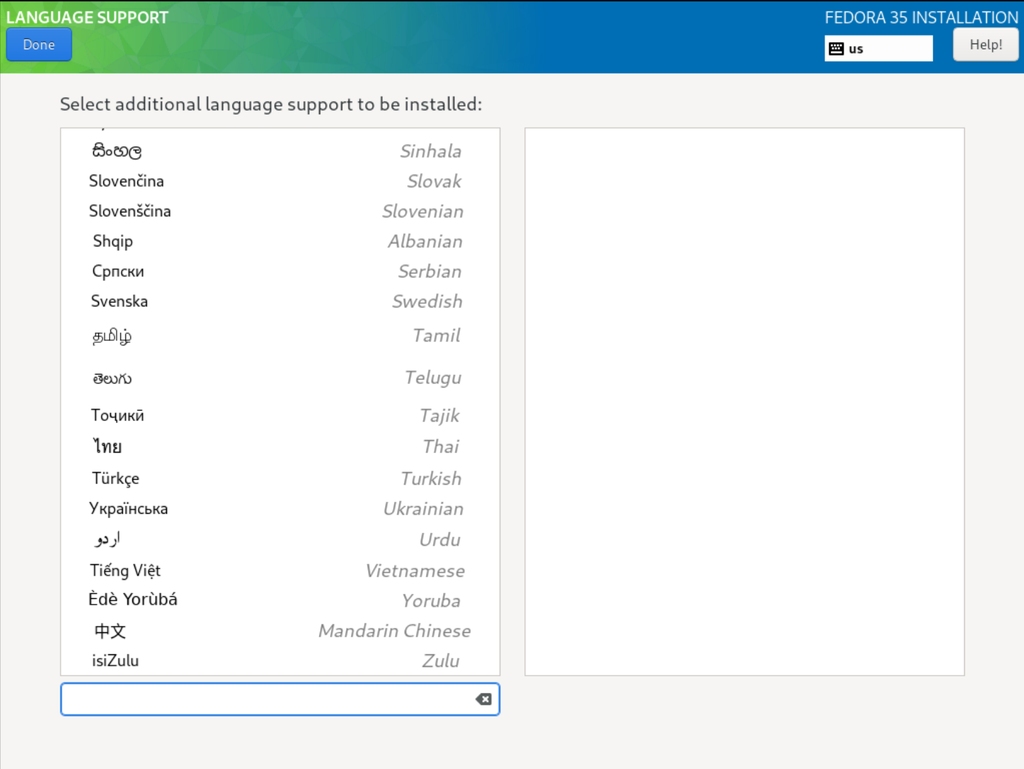 LANGUAGE SUPPORT
FEDORA 35 INSTALLATION
Done
us
Help!
Select additional language support to be installed:
සිංහල Sinhala
Slovenčina Slovak
Slovenščina Slovenian
Shqip Albanian
Српски Serbian
Svenska Swedish
தமிழ் Tamil
తెలుగు Telugu
Тоҷикӣ Tajik
ไทย Thai
Türkçe Turkish
Українська Ukrainian
اردو Urdu
Tiếng Việt Vietnamese
Èdè Yorùbá Yoruba
中文 Mandarin Chinese
isiZulu Zulu